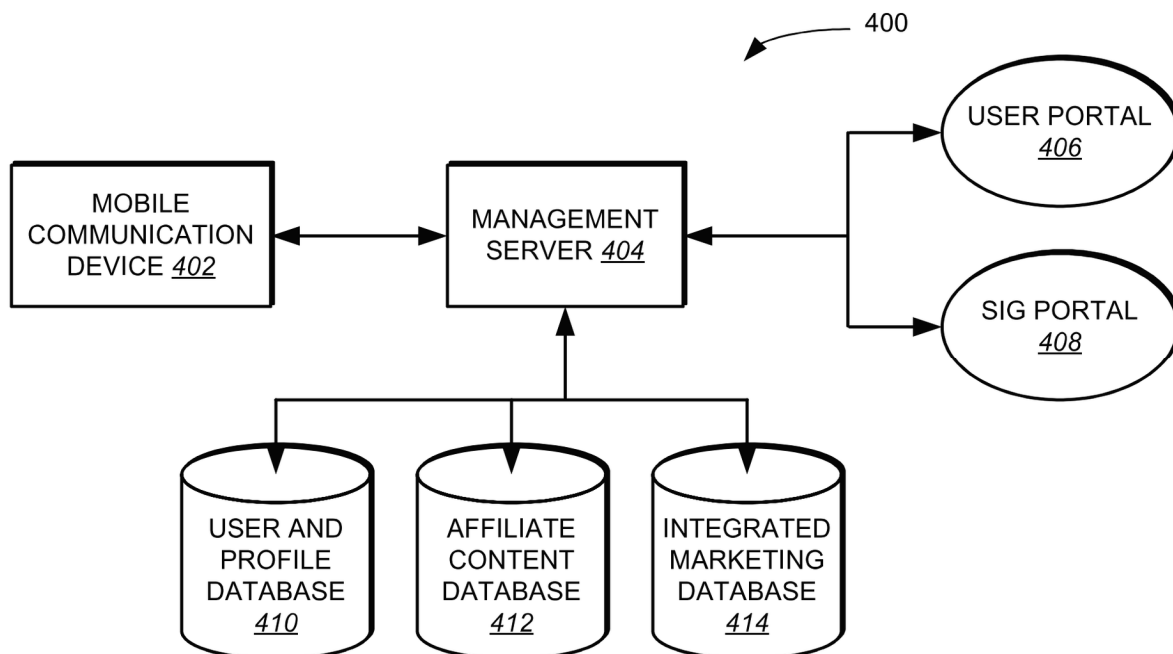 400
USER PORTAL
406
MOBILE
COMMUNICATION
DEVICE 402
MANAGEMENT
SERVER 404
SIG PORTAL
408
USER AND
PROFILE
DATABASE
410
AFFILIATE
CONTENT
DATABASE
412
INTEGRATED
MARKETING
DATABASE
414